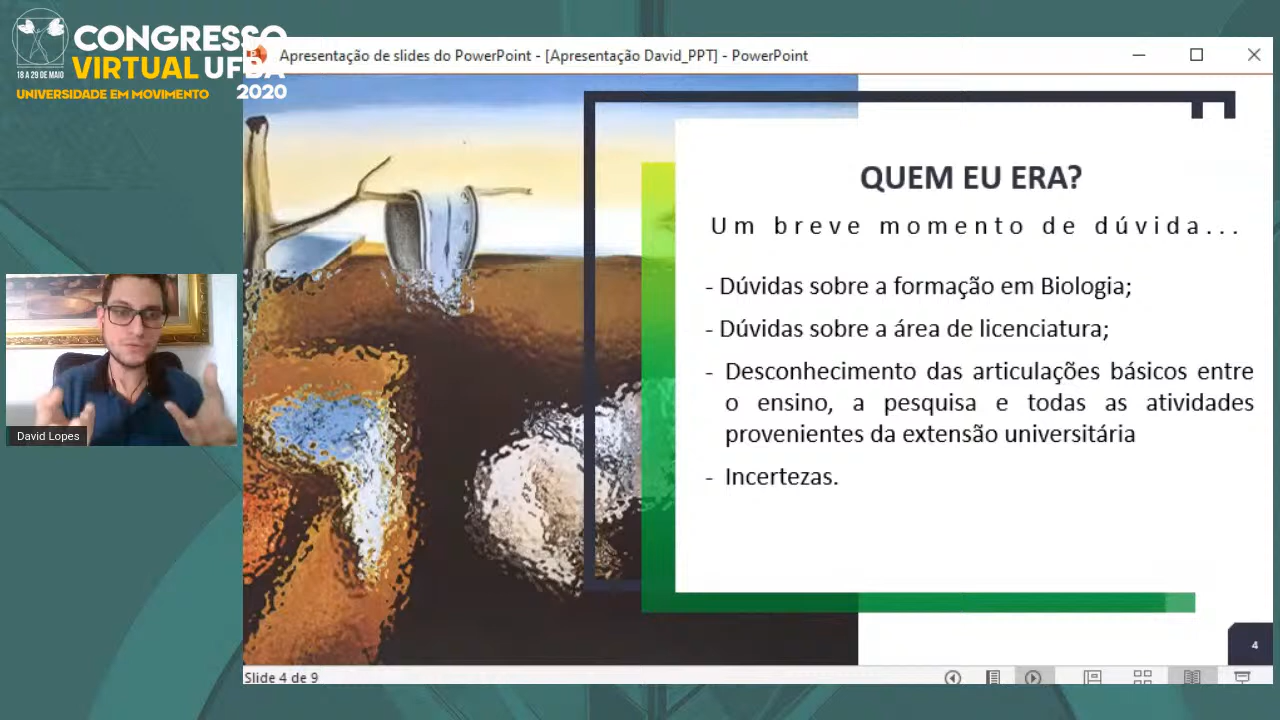 CONGRESSO
VIRTUAL UFBA
18 A 29 DE MAIO
UNIVERSIDADE EM MOVIMENTO 2020
Apresentação de slides do PowerPoint - [Apresentação David_PPT] - PowerPoint
QUEM EU ERA?
Um breve momento de dúvida...
- Dúvidas sobre a formação em Biologia;
- Dúvidas sobre a área de licenciatura;
- Desconhecimento das articulações básicos entre
o ensino, a pesquisa e todas as atividades
provenientes da extensão universitária
- Incertezas.
David Lopes
4
Slide 4 de 9